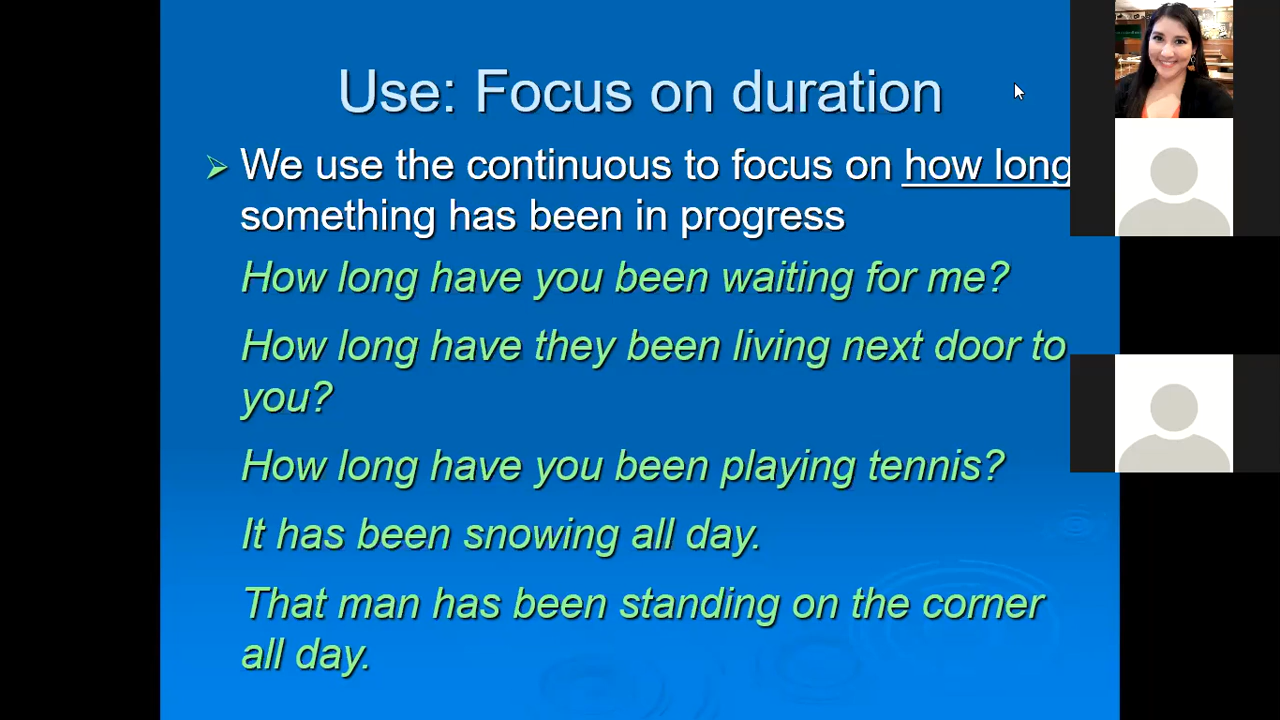 Use: Focus on duration
We use the continuous to focus on how long
something has been in progress
How long have you been waiting for me?
How long have they been living next door to
you?
How long have you been playing tennis?
It has been snowing all day.
That man has been standing on the corner
all day.